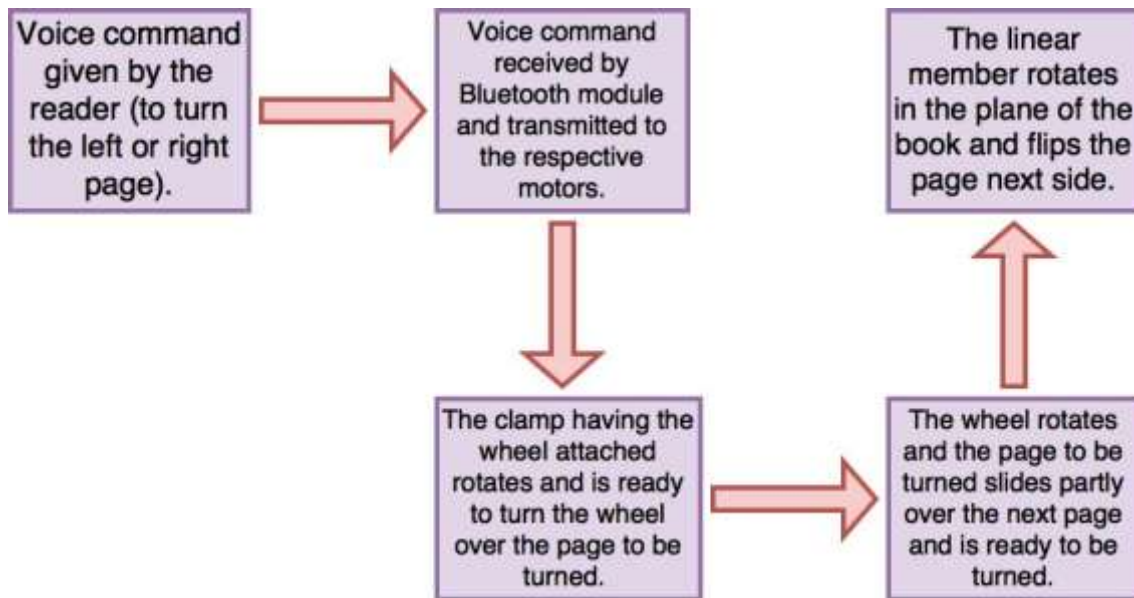 Voice command
given by the
reader (to turn
the left or right
page).
Voice command
received by
Bluetooth module
and transmitted to
the respective
motors.
The clamp having the
wheel attached
rotates and is ready
to turn the wheel
over the page to be
turned.
The wheel rotates
and the page to be
turned slides partly
over the next page
and is ready to be
turned.
The linear
member rotates
in the plane of the
book and flips the
page next side.